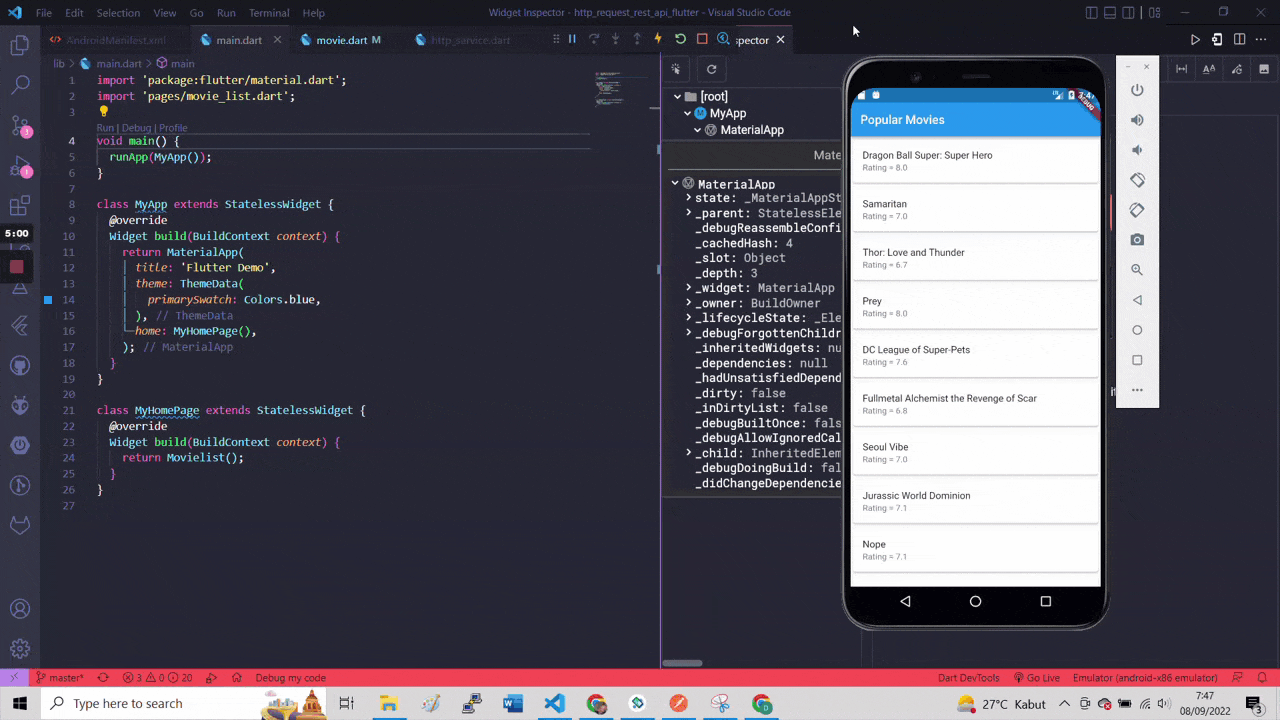 File Edit
Widget Inspector - http_request_rest_api_flutter - Visual Studio Code
AndroidManifest.xml
main.dart
movie.dart M
http_service.dart
spector
lib > main.dart > main
1 import 'package:flutter/material.dart';
2 import 'pages/movie_list.dart';
3
Run | Debug | Profile
4 void main() {
5 runApp(MyApp());
6 }
7
8 class MyApp extends StatelessWidget {
9 @override
10 Widget build(BuildContext context) {
11 return MaterialApp(
12 title: 'Flutter Demo',
13 theme: ThemeData(
14 primarySwatch: Colors.blue,
15 ), // ThemeData
16 home: MyHomePage(),
17 ); // MaterialApp
18 }
19 }
20
21 class MyHomePage extends StatelessWidget {
22 @override
23 Widget build(BuildContext context) {
24 return Movielist();
25 }
26 }
27
3
1
5:00
[root]
MyApp
MaterialApp
Mate
MaterialApp
state: _MaterialAppSt
_parent: StatelessEle
_debugReassembleConfi
_cachedHash: 4
_slot: Object
_depth: 3
_widget: MaterialApp
_owner: BuildOwner
_lifecycleState: _Ele
_debugForgottenChildr
_inheritedWidgets: nu
_dependencies: null
_hadUnsatisfiedDepend
_dirty: false
_inDirtyList: false
_debugBuiltOnce: fals
_debugAllowIgnoredCal
_child: InheritedElem
_debugDoingBuild: fal
_didChangeDependencie
7:47
DEBUG
Popular Movies
Dragon Ball Super: Super Hero
Rating = 8.0
Samaritan
Rating = 7.0
Thor: Love and Thunder
Rating = 6.7
Prey
Rating = 8.0
DC League of Super-Pets
Rating = 7.6
Fullmetal Alchemist the Revenge of Scar
Rating = 6.8
Seoul Vibe
Rating = 7.0
Jurassic World Dominion
Rating = 7.1
Nope
Rating = 7.1
master*
3 0 20
Debug my code
Dart DevTools
Go Live
Emulator (android-x86 emulator)
Type here to search
27°C Kabut
7:47
08/09/2022
3